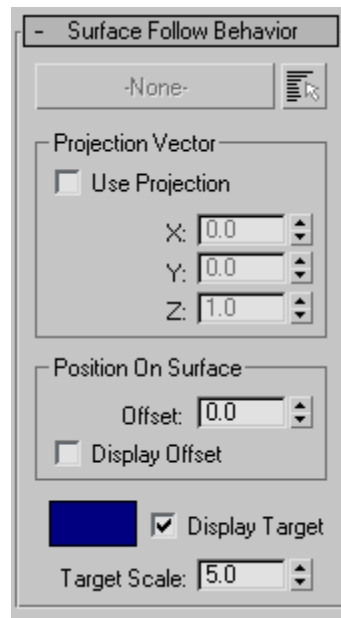 - Surface Follow Behavior
-None-
Projection Vector
Use Projection
X: 0.0
Y: 0.0
Z: 1.0
Position On Surface
Offset: 0.0
Display Offset
Display Target
Target Scale: 5.0